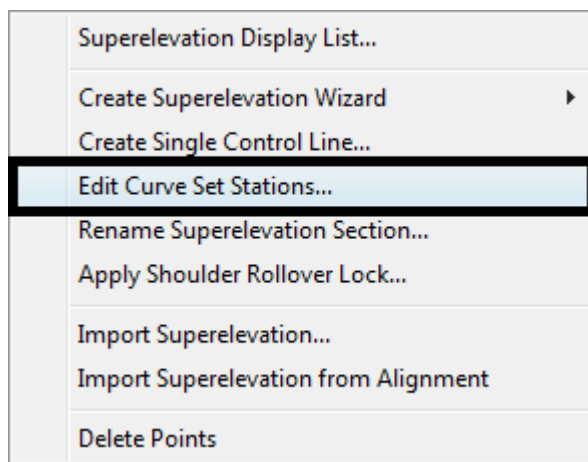 Superelevation Display List...
Create Superelevation Wizard
Create Single Control Line...
Edit Curve Set Stations...
Rename Superelevation Section...
Apply Shoulder Rollover Lock...
Import Superelevation...
Import Superelevation from Alignment
Delete Points